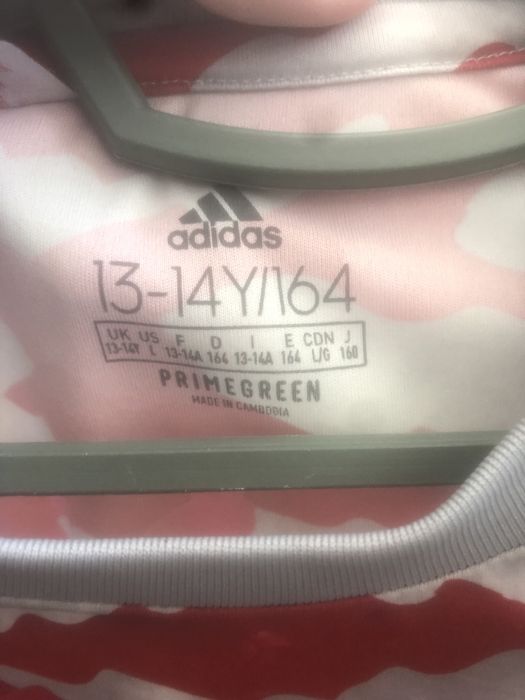 adidas
13-14Y/164
UK US F D I E CDN J
13-14Y L 13-14A 164 13-14A 164 L/G 160
PRIMEGREEN
MADE IN CAMBODIA